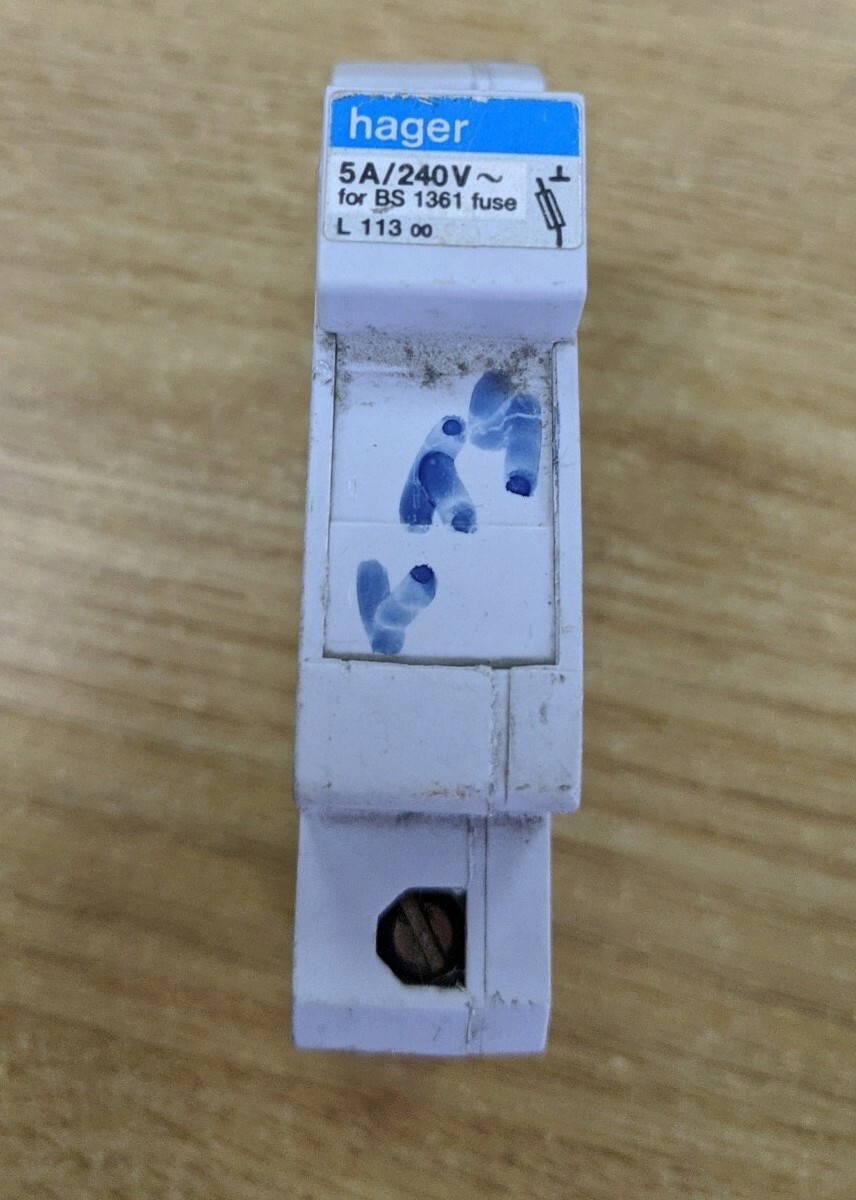 hager
5A/240V~
for BS 1361 fuse
L 113 00